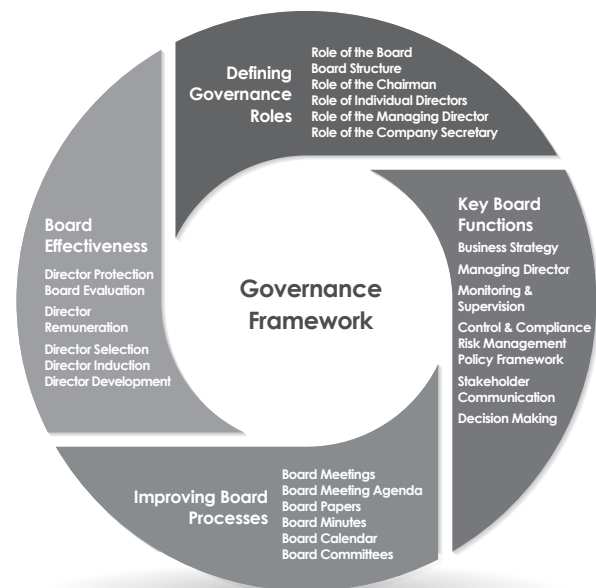 Defining
Governance
Roles
Role of the Board
Board Structure
Role of the Chairman
Role of Individual Directors
Role of the Managing Director
Role of the Company Secretary
Key Board
Functions
Business Strategy
Managing Director
Monitoring &
Supervision
Control & Compliance
Risk Management
Policy Framework
Stakeholder
Communication
Decision Making
Improving Board
Processes
Board Meetings
Board Meeting Agenda
Board Papers
Board Minutes
Board Calendar
Board Committees
Board
Effectiveness
Director Protection
Board Evaluation
Director
Remuneration
Director Selection
Director Induction
Director Development
Governance
Framework